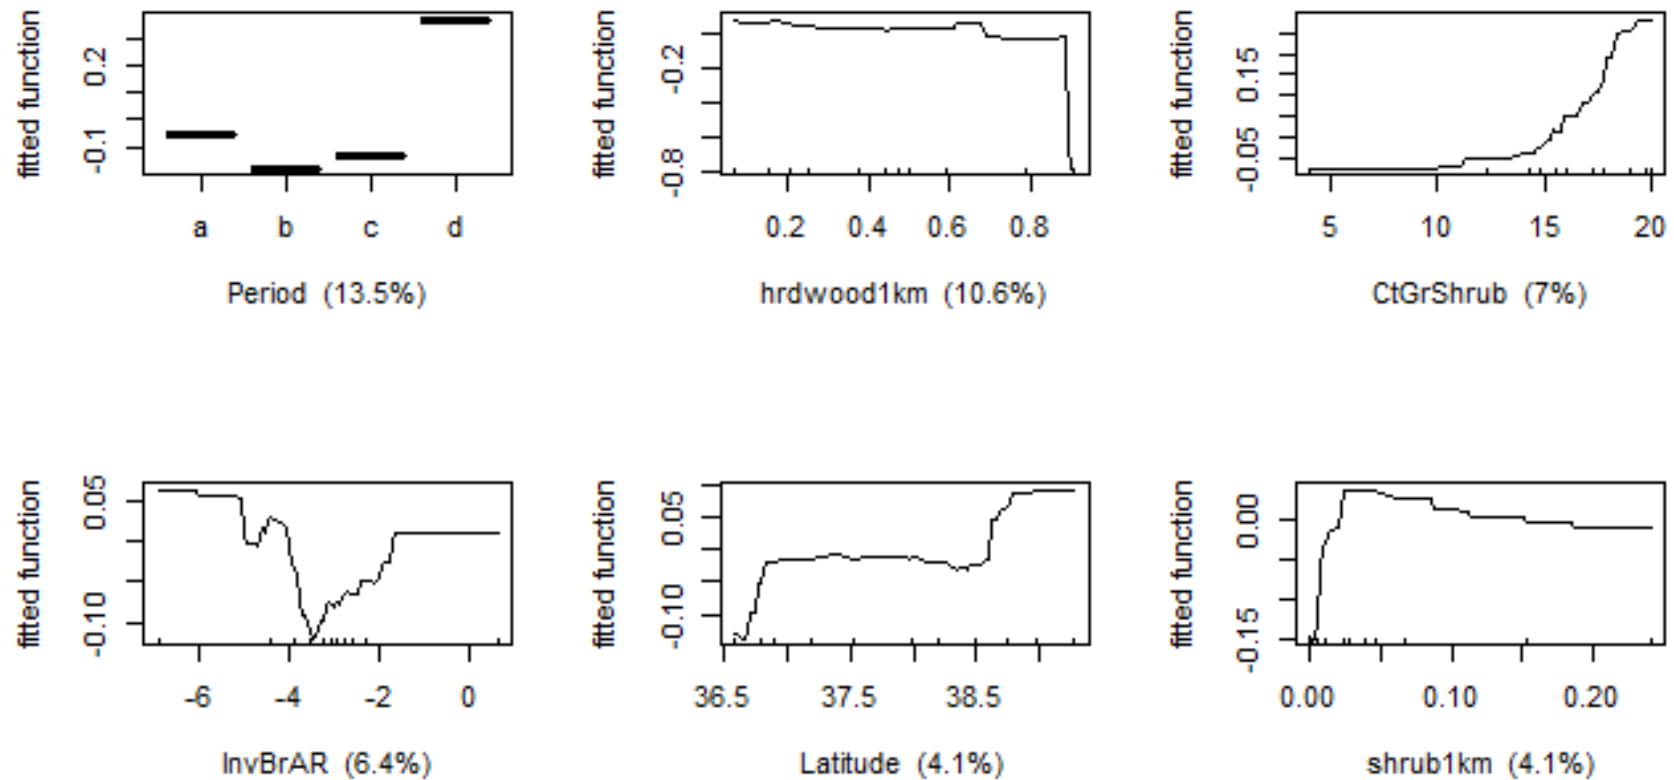 fitted function
0.2
-0.1
a b c d
Period (13.5%)
fitted function
-0.2
-0.8
0.2 0.4 0.6 0.8
hrdwood1km (10.6%)
fitted function
0.15
-0.05
5 10 15 20
CtGrShrub (7%)
fitted function
0.05
-0.10
-6 -4 -2 0
InvBrAR (6.4%)
fitted function
0.05
-0.10
36.5 37.5 38.5
Latitude (4.1%)
fitted function
0.00
-0.15
0.00 0.10 0.20
shrub1km (4.1%)